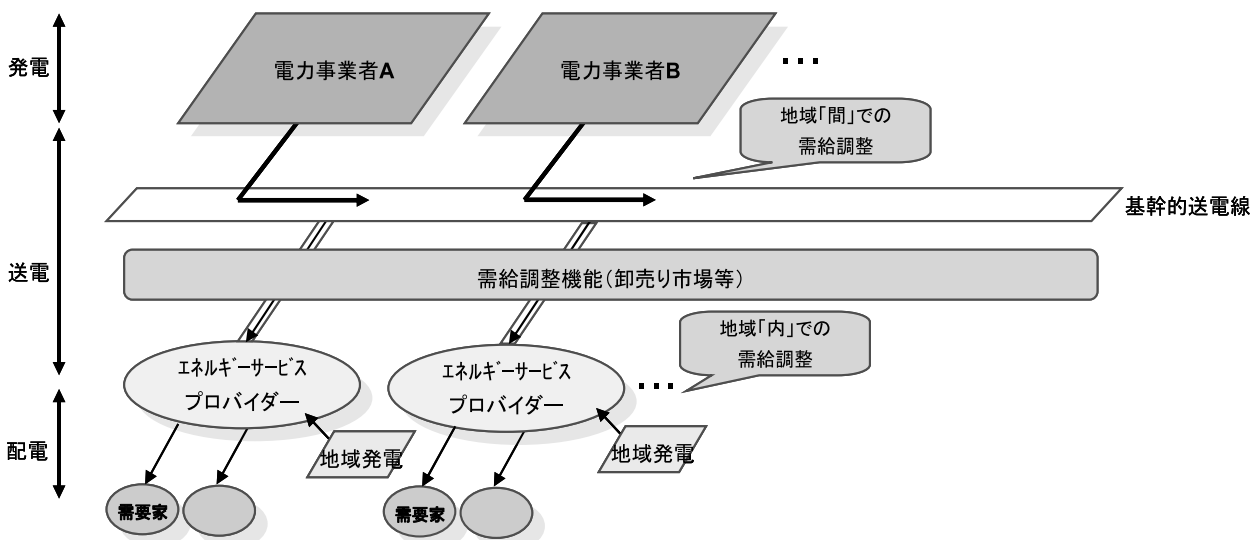 発電
電力事業者A
電力事業者B
…
地域「間」での
需給調整
基幹的送電線
送電
需給調整機能(卸売り市場等)
地域「内」での
需給調整
エネルギーサービス
プロバイダー
エネルギーサービス
プロバイダー
…
配電
地域発電
地域発電
需要家
需要家